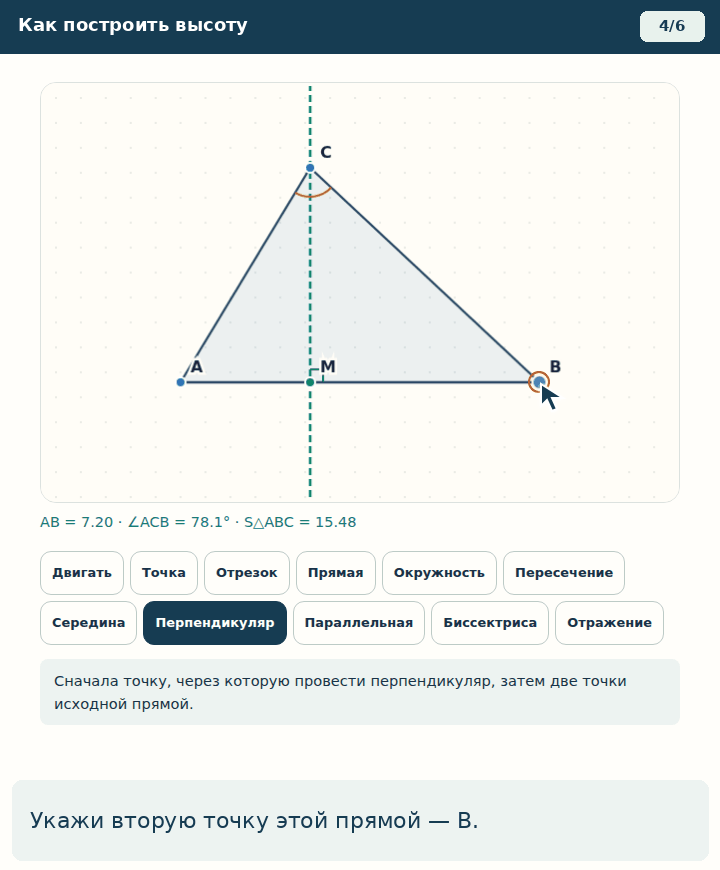 Как построить высоту
4/6
C
A
M
B
AB = 7.20 · ∠ACB = 78.1° · S△ABC = 15.48
Двигать Точка Отрезок Прямая Окружность Пересечение
Середина Перпендикуляр Параллельная Биссектриса Отражение
Сначала точку, через которую провести перпендикуляр, затем две точки
исходной прямой.
Укажи вторую точку этой прямой — B.